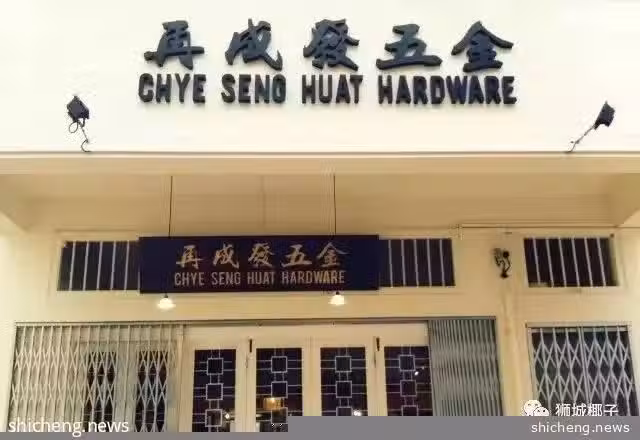 再成發五金
CHYE SENG HUAT HARDWARE
再成發五金
CHYE SENG HUAT HARDWARE
狮城椰子
shicheng.news
shicheng.news